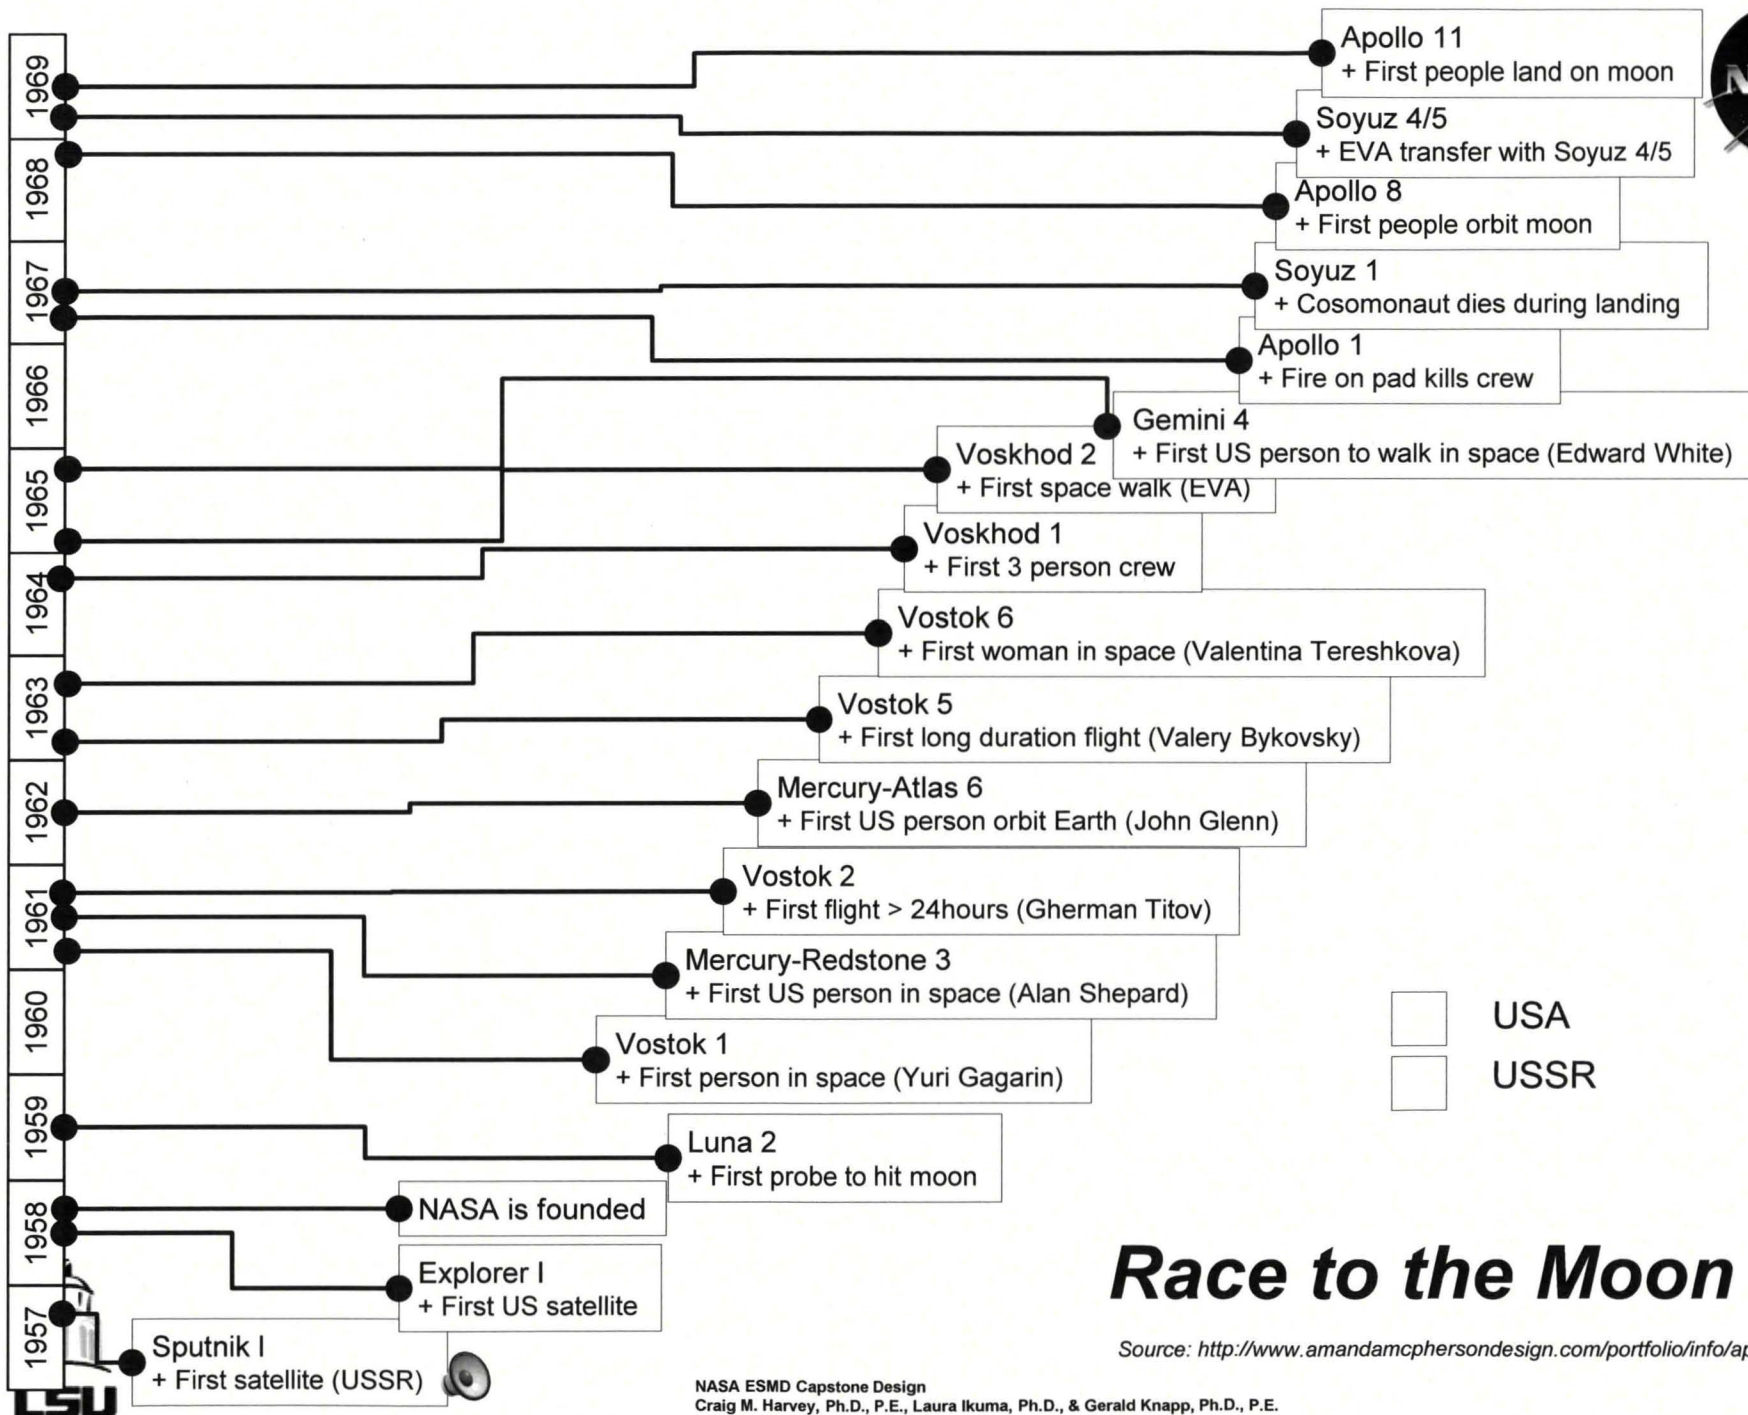 1969
1968
1967
1966
1965
1964
1963
1962
1961
1960
1959
1958
1957
Apollo 11
+ First people land on moon
Soyuz 4/5
+ EVA transfer with Soyuz 4/5
Apollo 8
+ First people orbit moon
Soyuz 1
+ Cosomonaut dies during landing
Apollo 1
+ Fire on pad kills crew
Gemini 4
+ First US person to walk in space (Edward White)
Voskhod 2
+ First space walk (EVA)
Voskhod 1
+ First 3 person crew
Vostok 6
+ First woman in space (Valentina Tereshkova)
Vostok 5
+ First long duration flight (Valery Bykovsky)
Mercury-Atlas 6
+ First US person orbit Earth (John Glenn)
Vostok 2
+ First flight > 24hours (Gherman Titov)
Mercury-Redstone 3
+ First US person in space (Alan Shepard)
Vostok 1
+ First person in space (Yuri Gagarin)
Luna 2
+ First probe to hit moon
NASA is founded
Explorer I
+ First US satellite
Sputnik I
+ First satellite (USSR)
USA
USSR
Race to the Moon
Source: http://www.amandamcphersondesign.com/portfolio/info/ap
LSU
NASA ESMD Capstone Design
Craig M. Harvey, Ph.D., P.E., Laura Ikuma, Ph.D., & Gerald Knapp, Ph.D., P.E.